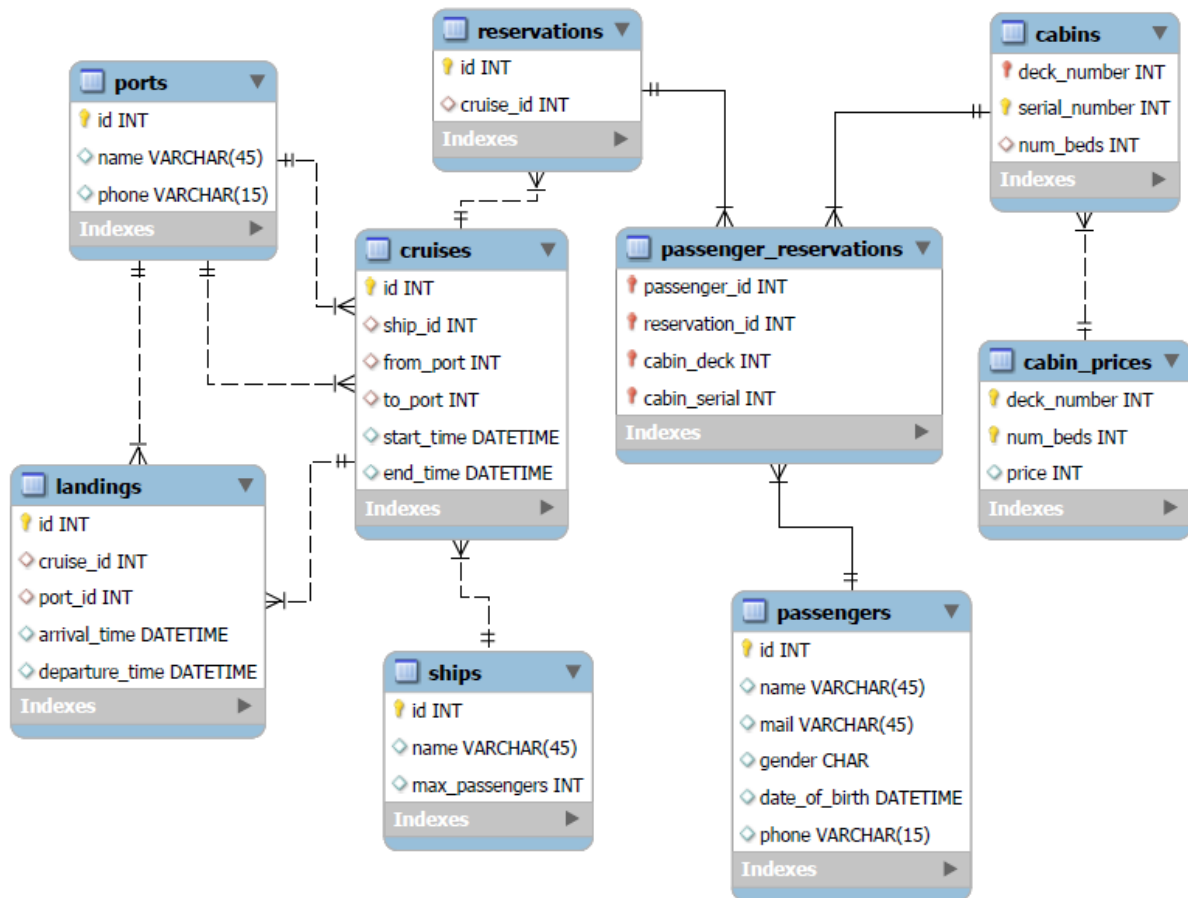 reservations
id INT
cruise_id INT
Indexes
cabins
deck_number INT
serial_number INT
num_beds INT
Indexes
ports
id INT
name VARCHAR(45)
phone VARCHAR(15)
Indexes
cruises
id INT
ship_id INT
from_port INT
to_port INT
start_time DATETIME
end_time DATETIME
Indexes
passenger_reservations
passenger_id INT
reservation_id INT
cabin_deck INT
cabin_serial INT
Indexes
cabin_prices
deck_number INT
num_beds INT
price INT
Indexes
landings
id INT
cruise_id INT
port_id INT
arrival_time DATETIME
departure_time DATETIME
Indexes
ships
id INT
name VARCHAR(45)
max_passengers INT
Indexes
passengers
id INT
name VARCHAR(45)
mail VARCHAR(45)
gender CHAR
date_of_birth DATETIME
phone VARCHAR(15)
Indexes